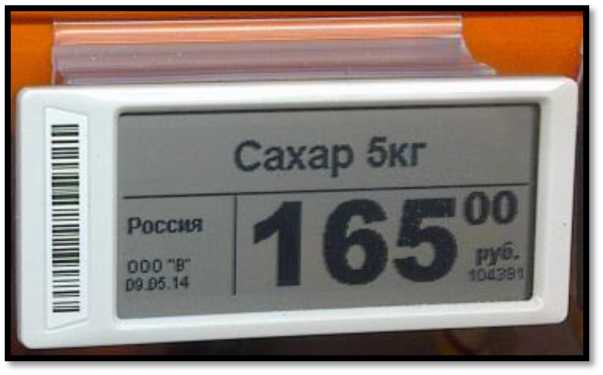 Сахар 5кг
Россия
ООО "В"
09.05.14
165 00
руб.
104391